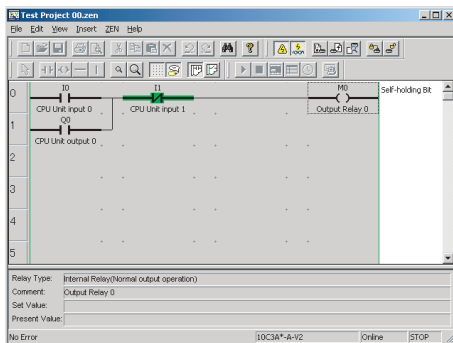 Test Project 00.zen
File Edit View Insert ZEN Help
0 I0 I1 M0 Self-holding Bit
CPU Unit input 0 CPU Unit input 1 Output Relay 0
1 Q0
CPU Unit output 0
2
3
4
5
Relay Type: Internal Relay(Normal output operation)
Comment: Output Relay 0
Set Value:
Present Value:
No Error 10C3A*-A-V2 Online STOP